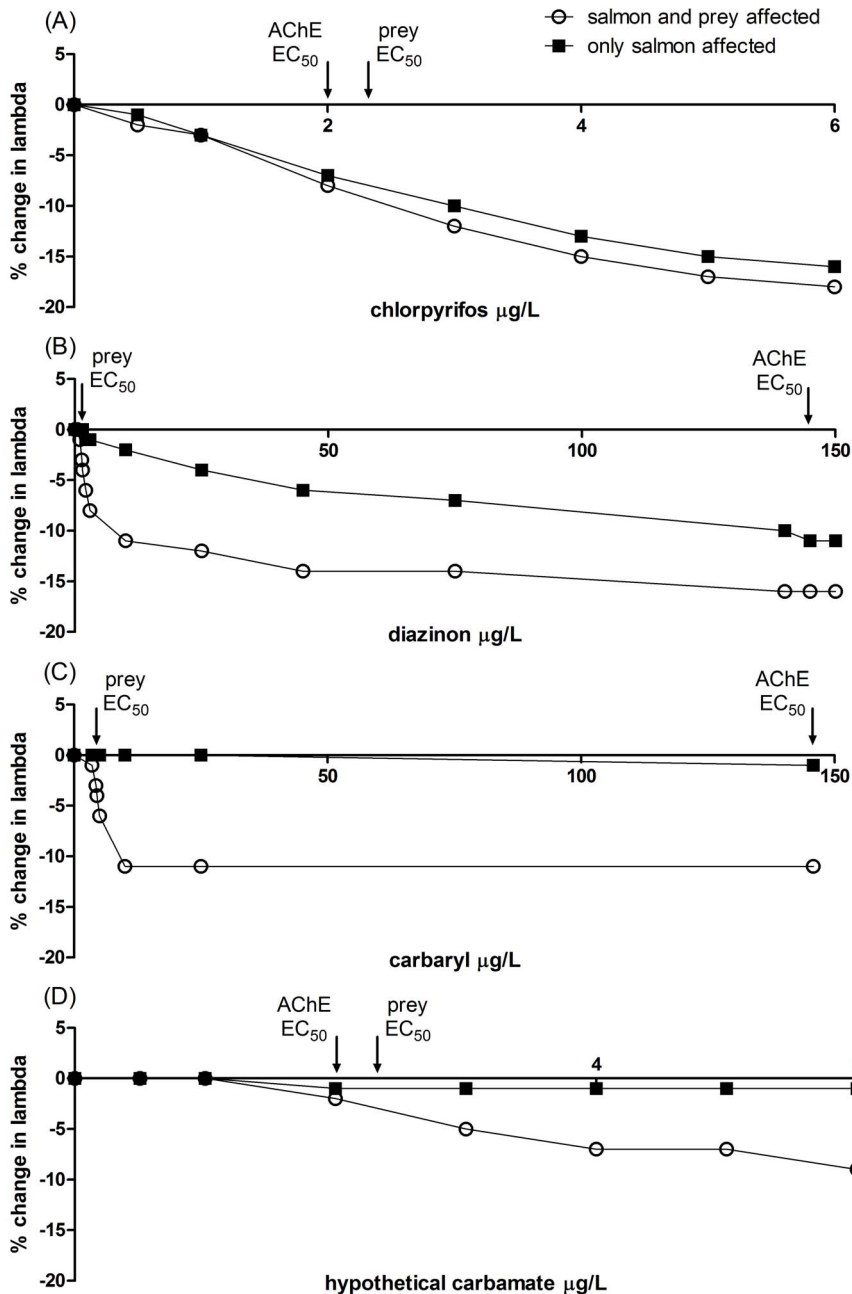 (A)
salmon and prey affected
only salmon affected
AChE
EC50
prey
EC50
5
0
-5
-10
-15
-20
2
4
6
% change in lambda
chlorpyrifos µg/L
(B)
prey
EC50
AChE
EC50
5
0
-5
-10
-15
-20
50
100
150
% change in lambda
diazinon µg/L
(C)
prey
EC50
AChE
EC50
5
0
-5
-10
-15
-20
50
100
150
% change in lambda
carbaryl µg/L
(D)
AChE
EC50
prey
EC50
5
0
-5
-10
-15
-20
4
% change in lambda
hypothetical carbamate µg/L